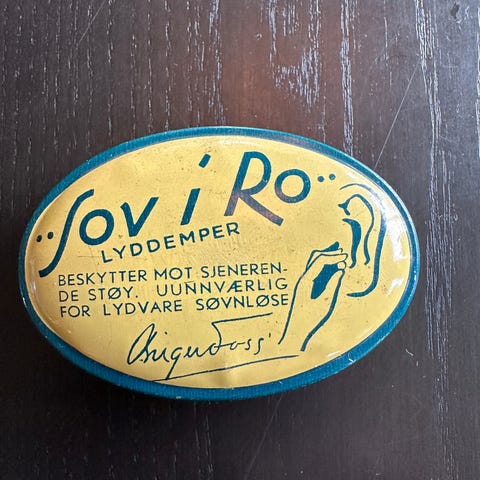 "Sov i Ro"
LYDDEMPER
BESKYTTER MOT SJENEREN-
DE STØY. UUNNVÆRLIG
FOR LYDVARE SØVNLØSE